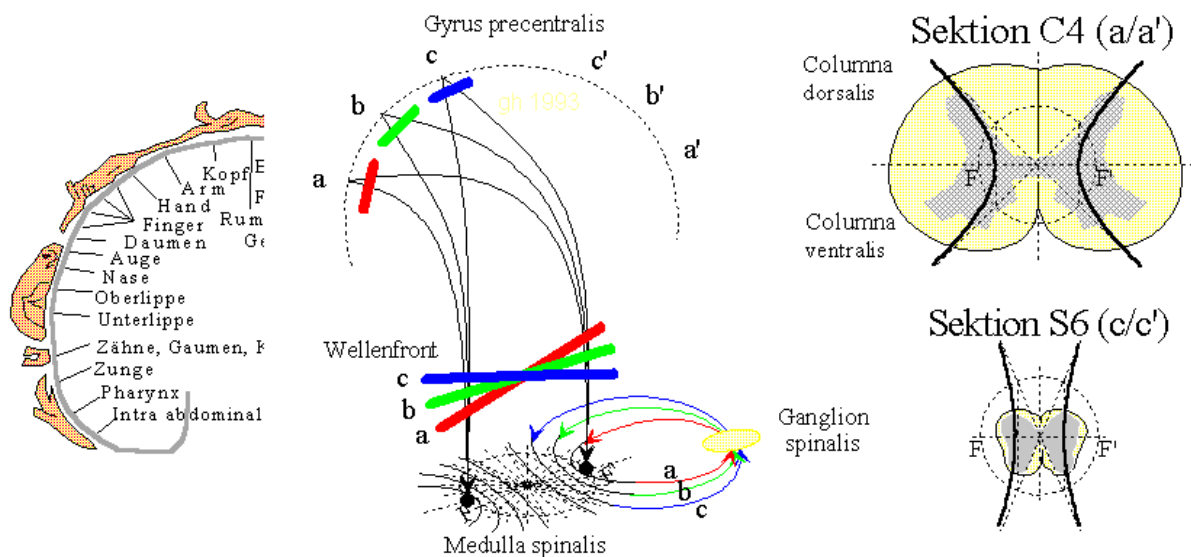 Kopf
E
Arm
F
Hand
Rum
Finger
Ge
Daumen
Auge
Nase
Oberlippe
Unterlippe
Zähne, Gaumen, K
Zunge
Pharynx
Intra abdominal
Gyrus precentralis
c
c'
b
b'
gh 1993
a
a'
Wellenfront
c
b
a
Ganglion
spinalis
a
b
c
F
F'
Medulla spinalis
Sektion C4 (a/a')
Columna
dorsalis
F
F'
Columna
ventralis
Sektion S6 (c/c')
F
F'